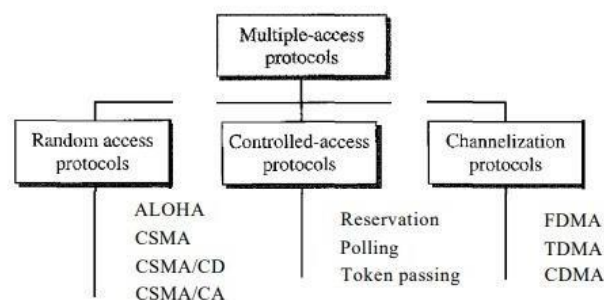 Multiple-access
protocols
Random access
protocols
Controlled-access
protocols
Channelization
protocols
ALOHA
CSMA
CSMA/CD
CSMA/CA
Reservation
Polling
Token passing
FDMA
TDMA
CDMA